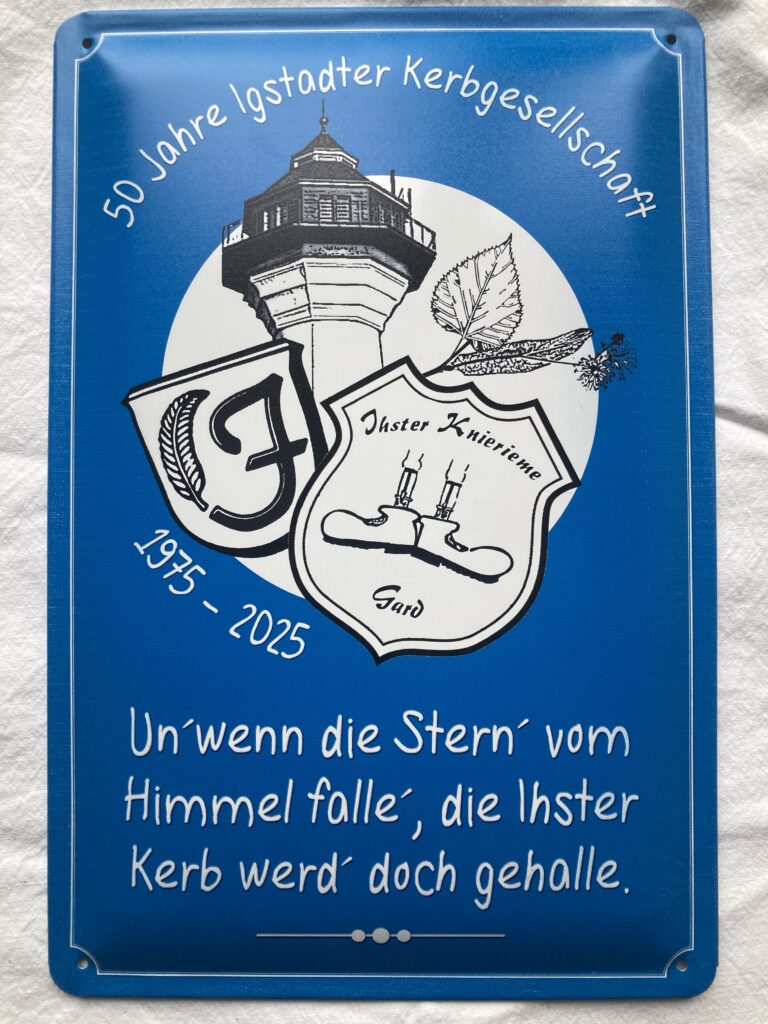 50 Jahre Igstadter Kerbgesellschaft
J
Ihster Knierieme
Gard
1975 – 2025
Un´wenn die Stern´ vom
Himmel falle´, die Ihster
Kerb werd´ doch gehalle.